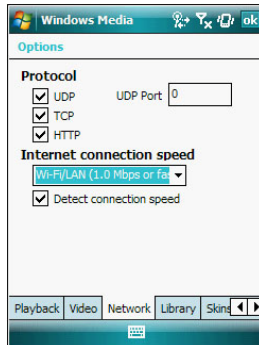 Windows Media ok
Options
Protocol
UDP UDP Port 0
TCP
HTTP
Internet connection speed
Wi-Fi/LAN (1.0 Mbps or fas
Detect connection speed
Playback Video Network Library Skins